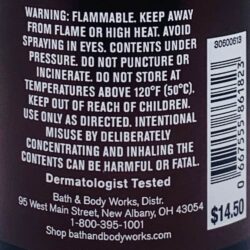 WARNING: FLAMMABLE. KEEP AWAY
FROM FLAME OR HIGH HEAT. AVOID
SPRAYING IN EYES. CONTENTS UNDER
PRESSURE. DO NOT PUNCTURE OR
INCINERATE. DO NOT STORE AT
TEMPERATURES ABOVE 120°F (50°C).
KEEP OUT OF REACH OF CHILDREN.
USE ONLY AS DIRECTED. INTENTIONAL
MISUSE BY DELIBERATELY
CONCENTRATING AND INHALING THE
CONTENTS CAN BE HARMFUL OR FATAL.
Dermatologist Tested
Bath & Body Works, Distr.
95 West Main Street, New Albany, OH 43054
1-800-395-1001
Shop bathandbodyworks.com
$14.50